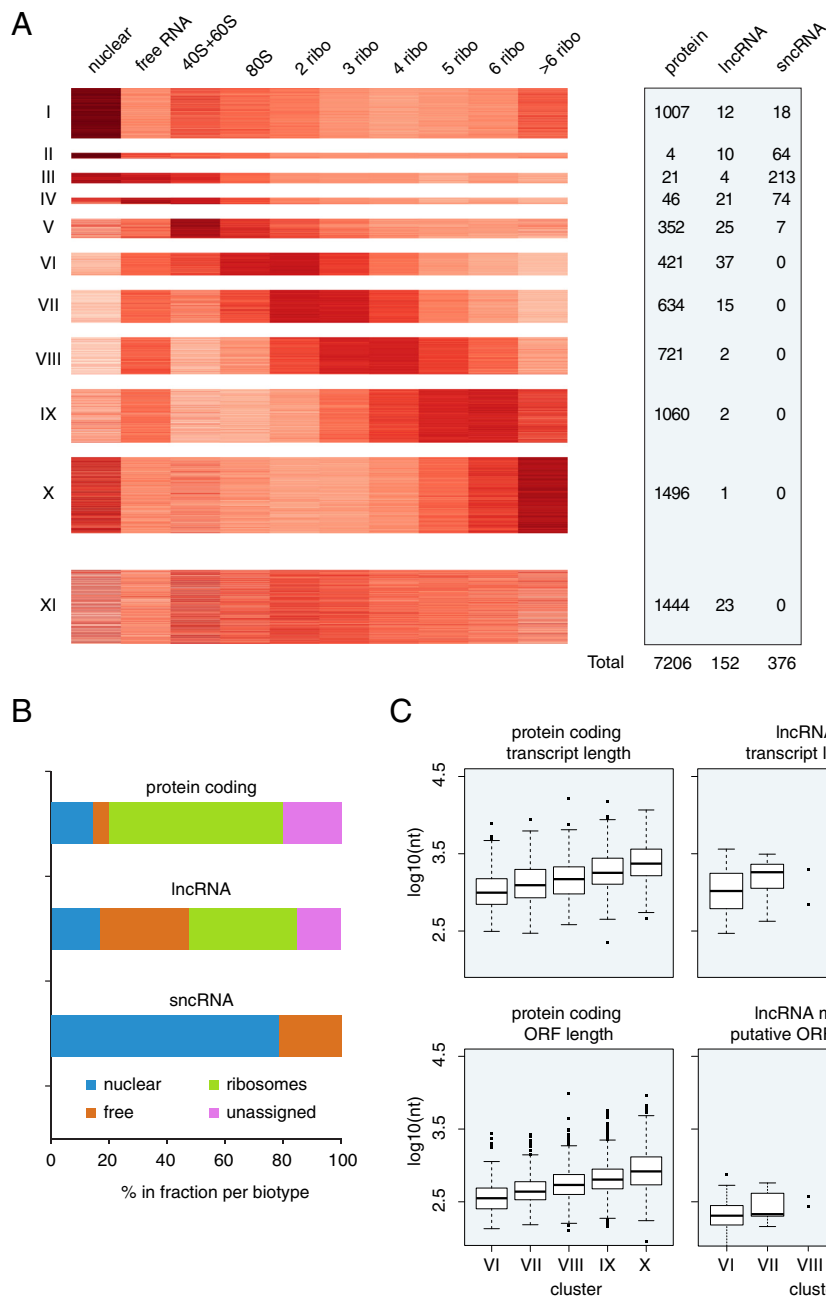 A
nuclear
free RNA
40S+60S
80S
2 ribo
3 ribo
4 ribo
5 ribo
6 ribo
>6 ribo
protein lncRNA sncRNA
I 1007 12 18
II 4 10 64
III 21 4 213
IV 46 21 74
V 352 25 7
VI 421 37 0
VII 634 15 0
VIII 721 2 0
IX 1060 2 0
X 1496 1 0
XI 1444 23 0
Total 7206 152 376
B
protein coding
lncRNA
sncRNA
nuclear ribosomes
free unassigned
0 20 40 60 80 100
% in fraction per biotype
C
protein coding
transcript length
lncRNA
transcript l
log10(nt)
4.5
3.5
2.5
protein coding
ORF length
lncRNA m
putative ORF
log10(nt)
4.5
3.5
2.5
VI VII VIII IX X
cluster
VI VII VIII
clust